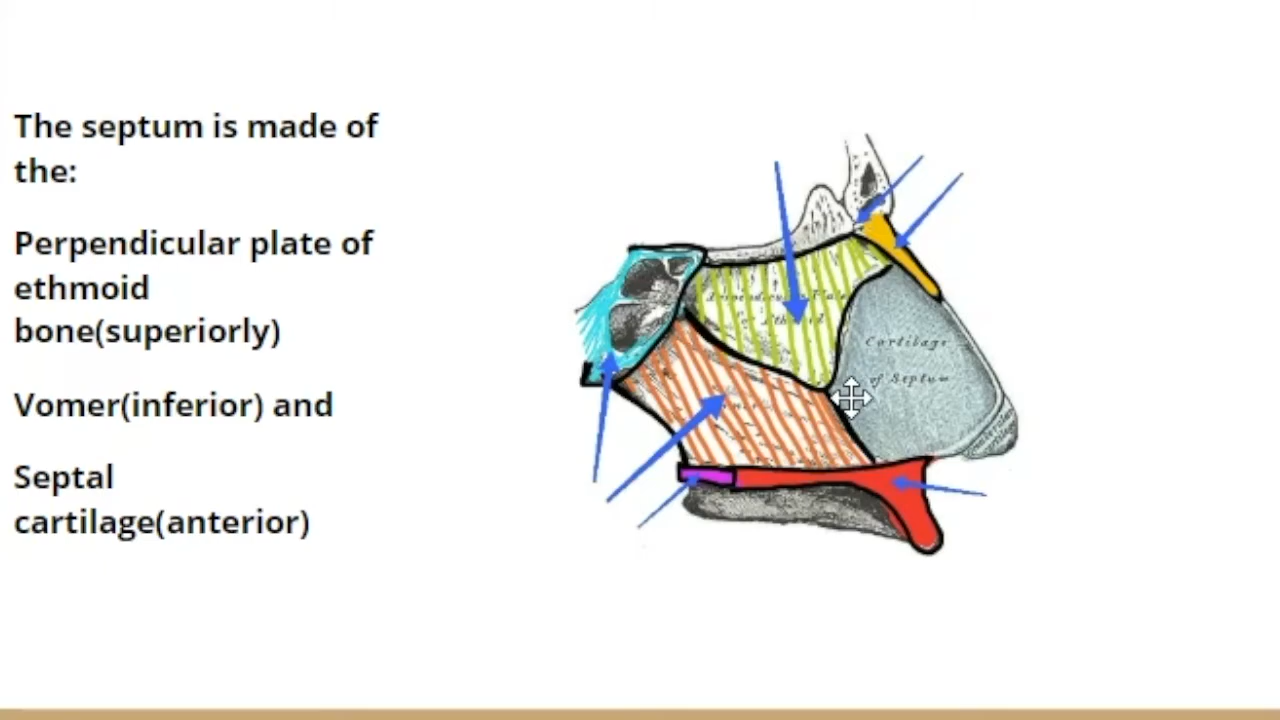 The septum is made of
the:
Perpendicular plate of
ethmoid
bone(superiorly)
Vomer(inferior) and
Septal
cartilage(anterior)
Cartilage
of Septum